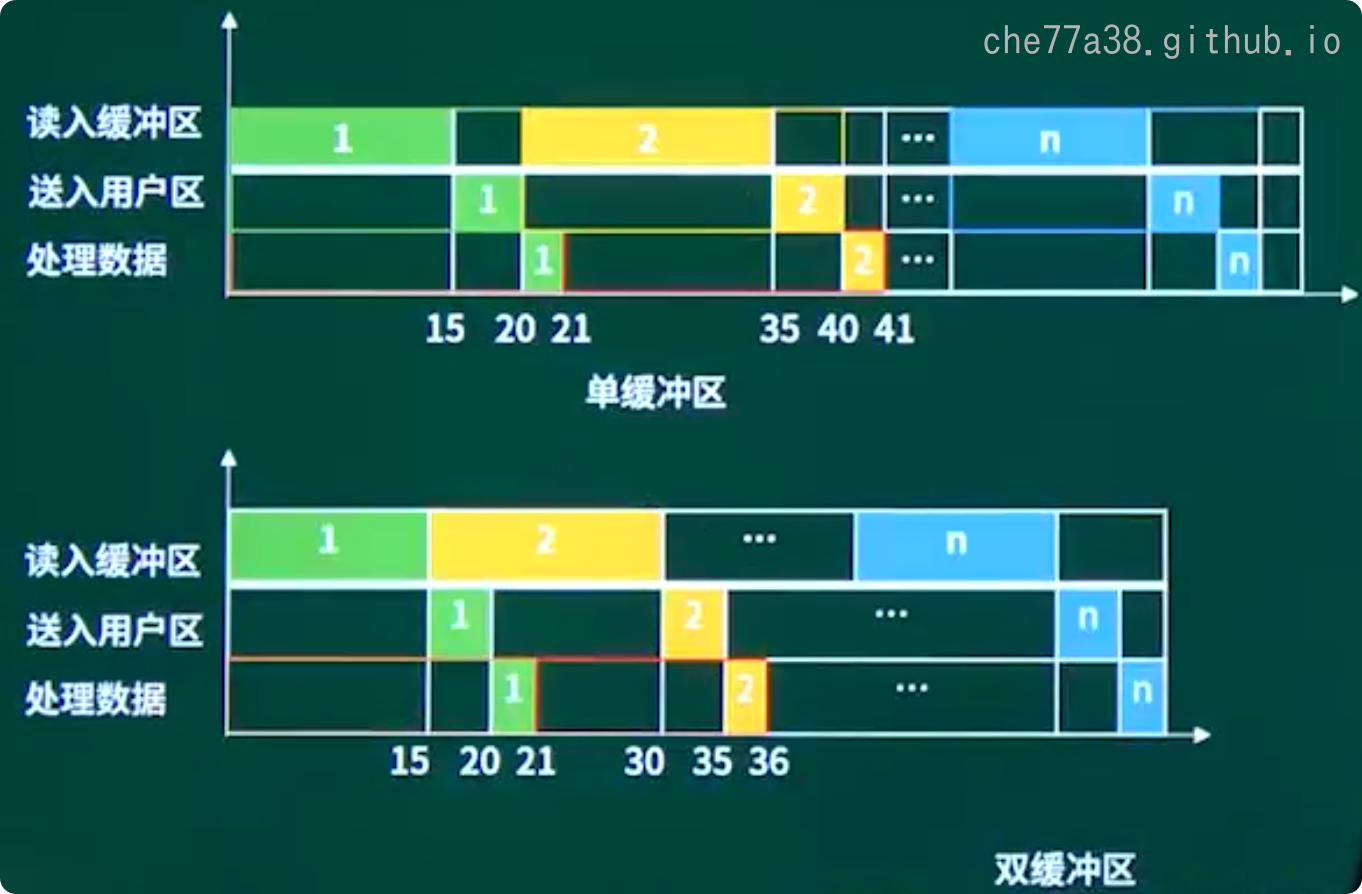 che77a38.github.io
读入缓冲区 1 2 ... n
送入用户区 1 2 ... n
处理数据 1 2 ... n
15 20 21 35 40 41
单缓冲区
读入缓冲区 1 2 ... n
送入用户区 1 2 ... n
处理数据 1 2 ... n
15 20 21 30 35 36
双缓冲区